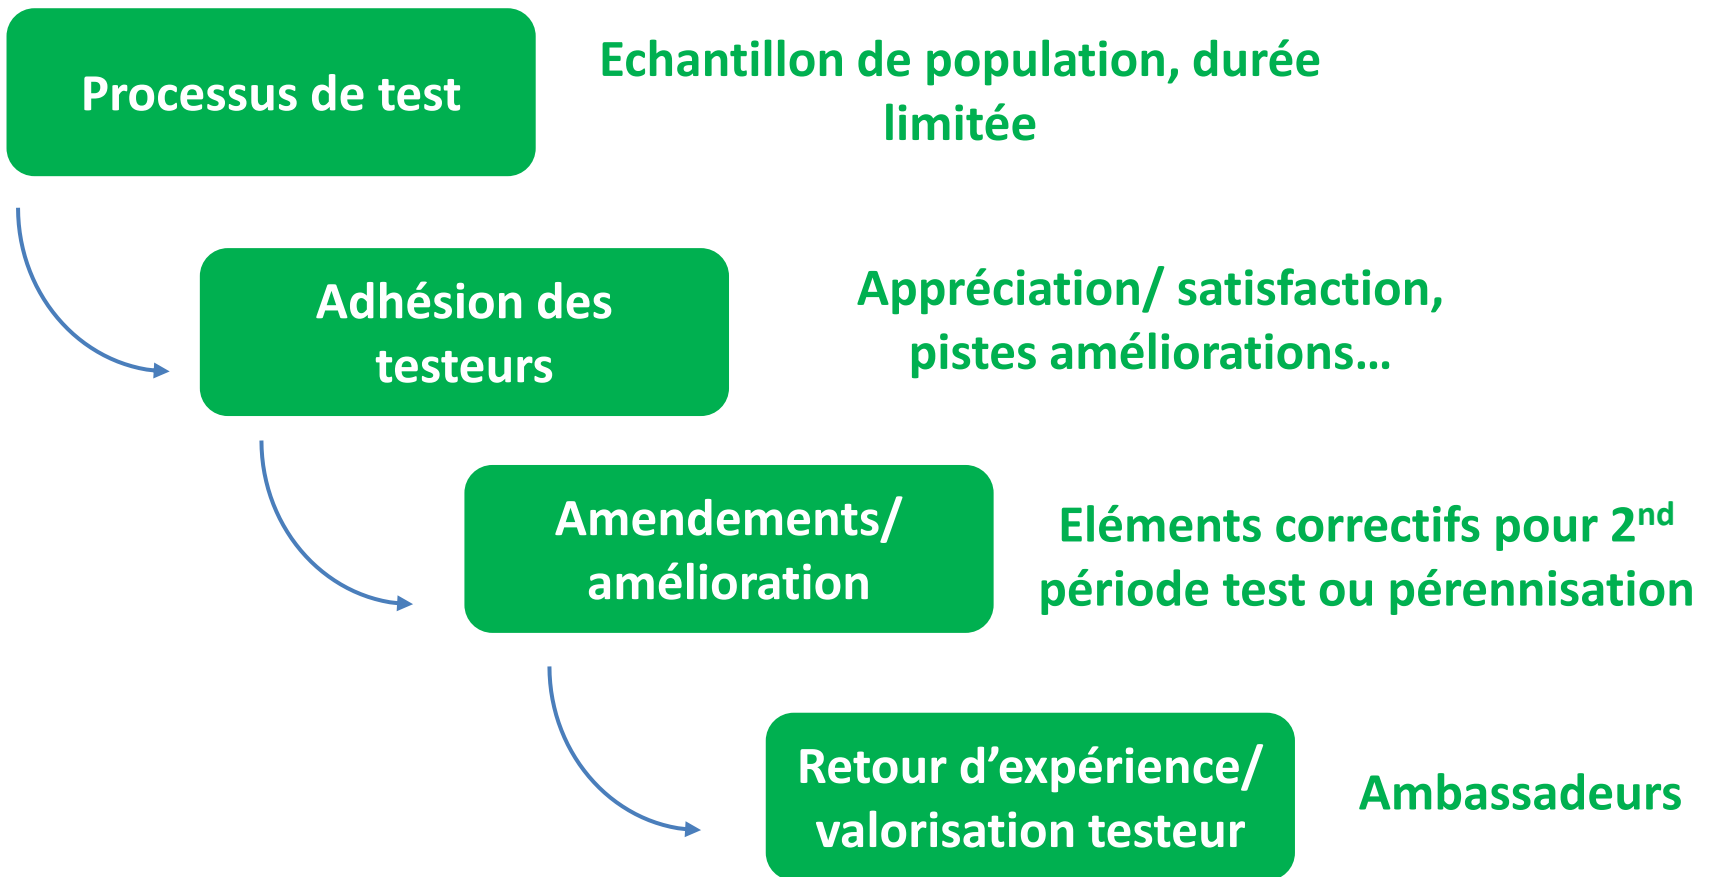 Processus de test
Echantillon de population, durée
limitée
Adhésion des
testeurs
Appréciation/ satisfaction,
pistes améliorations...
Amendements/
amélioration
Eléments correctifs pour 2nd
période test ou pérennisation
Retour d’expérience/
valorisation testeur
Ambassadeurs